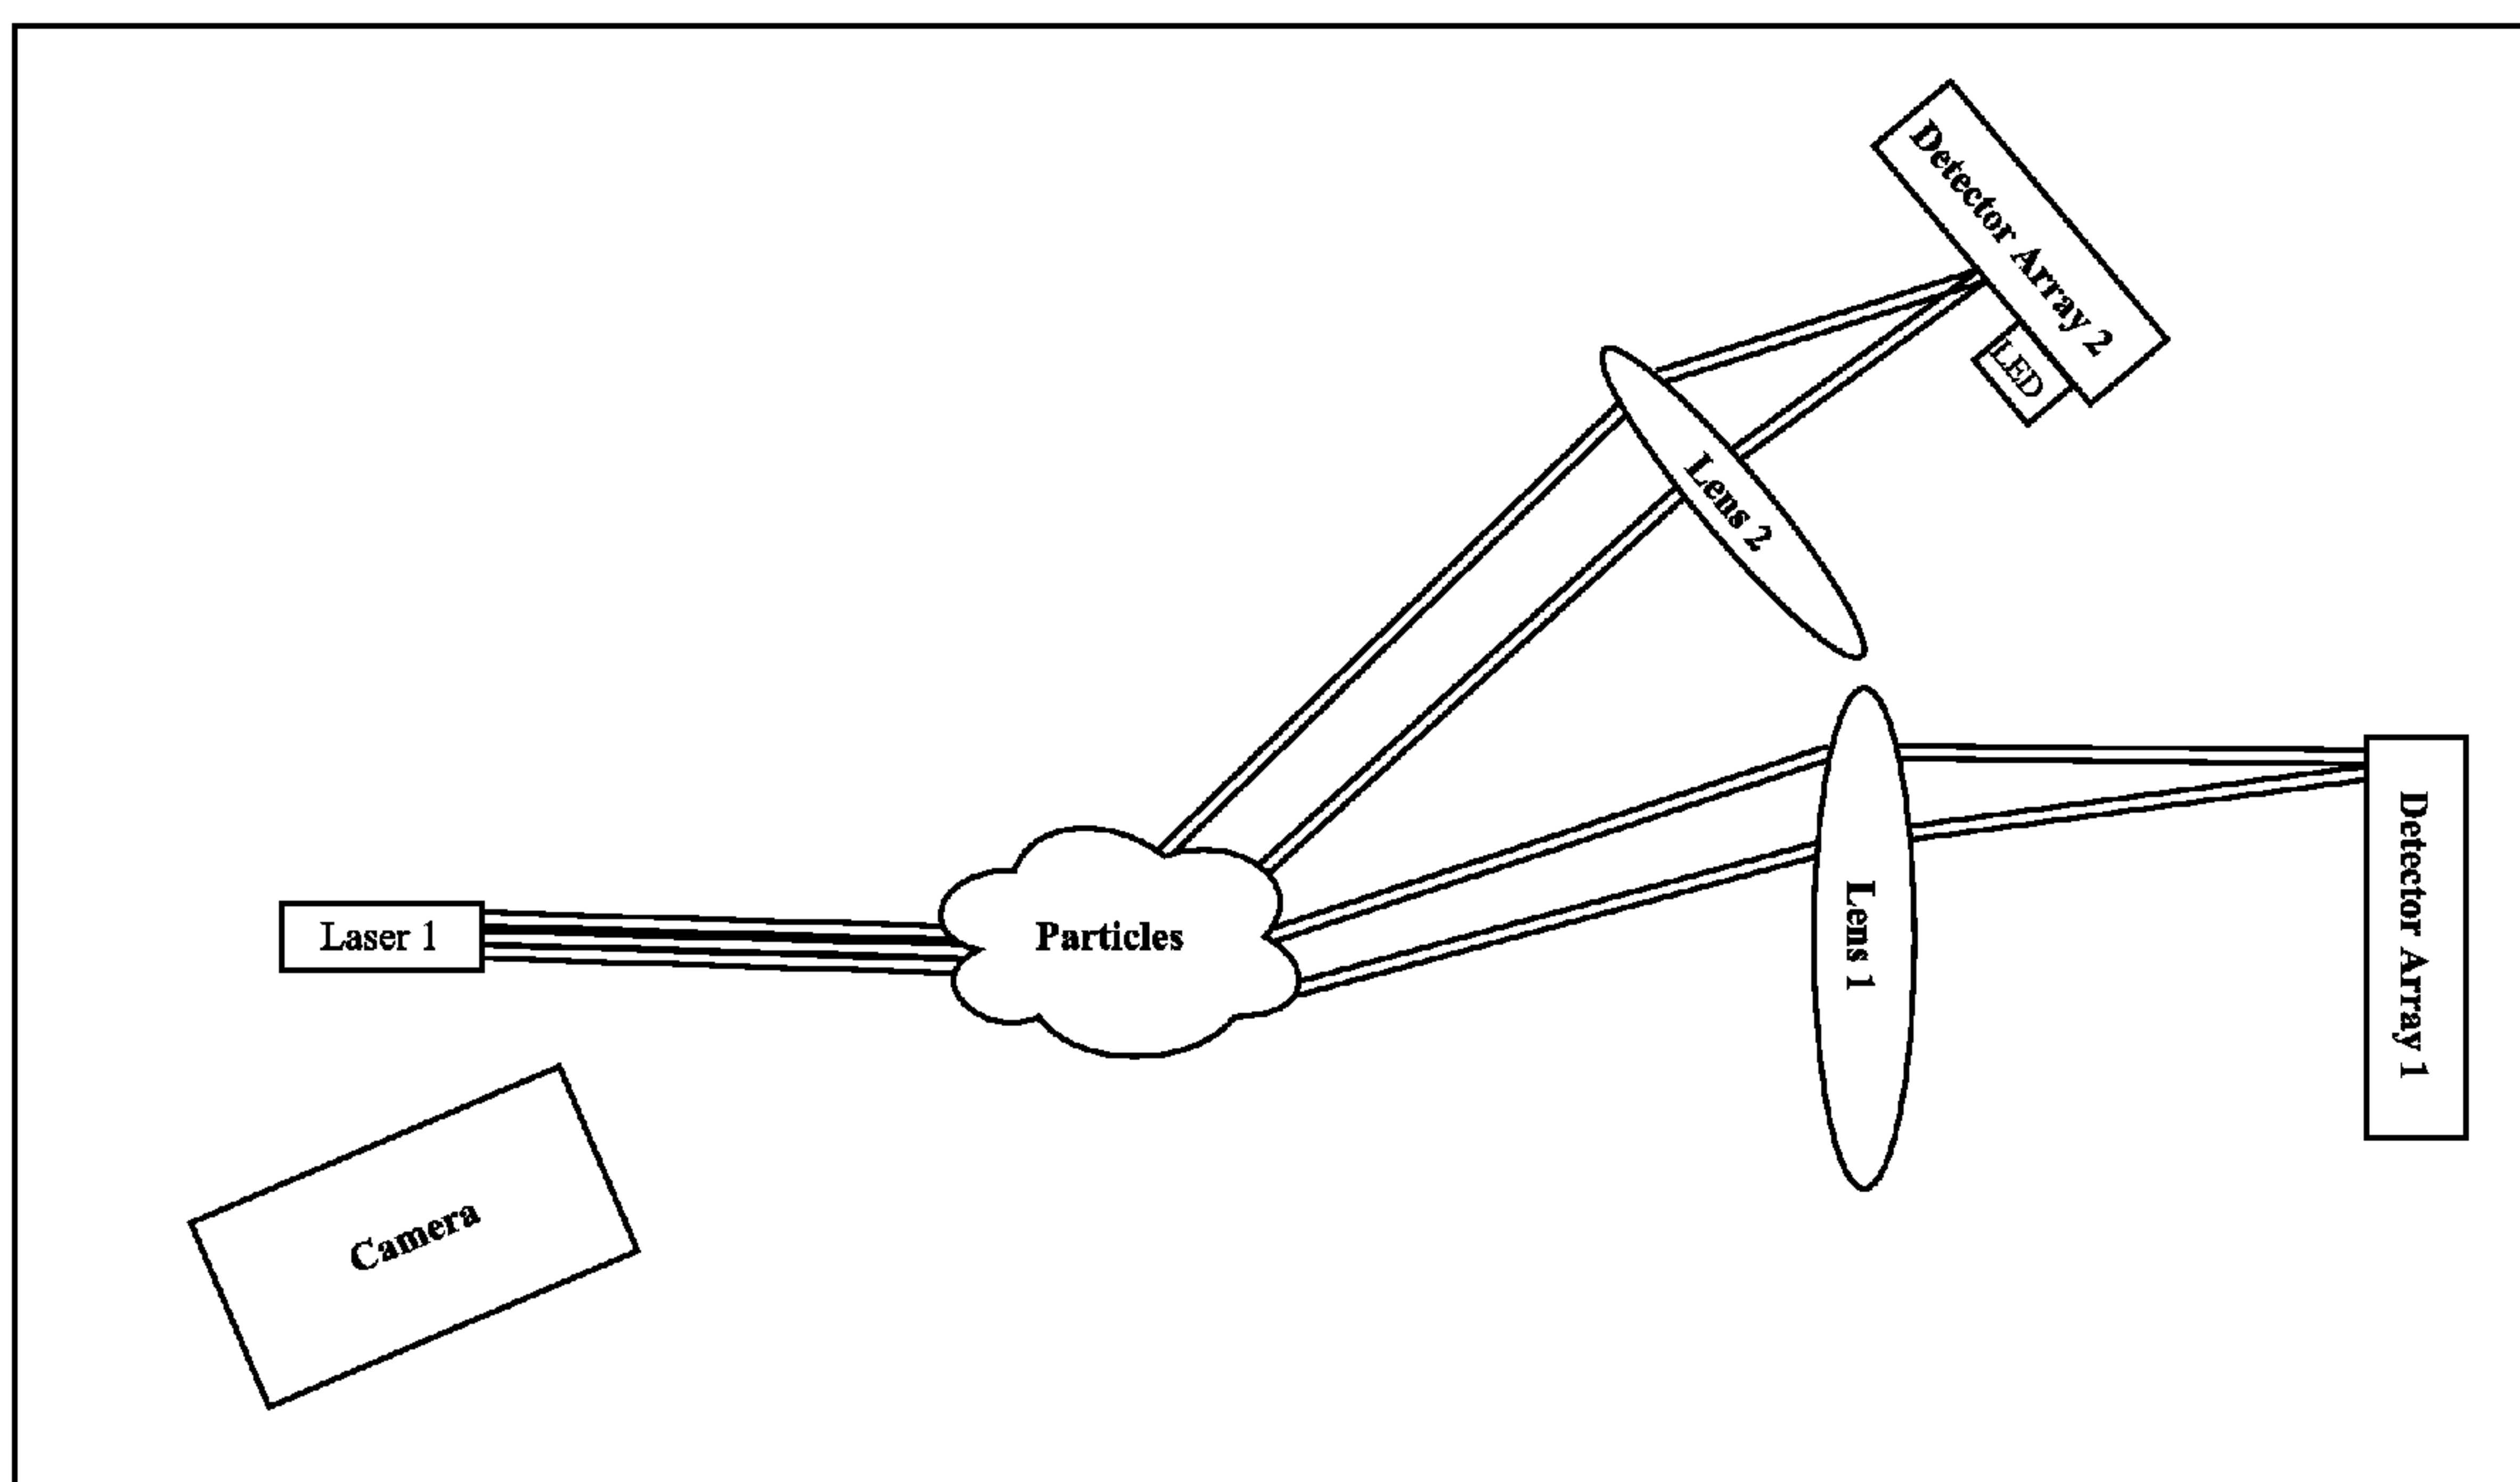 Detector Array 2
LED
Lens 2
Laser 1
Particles
Lens 1
Detector Array 1
Camera